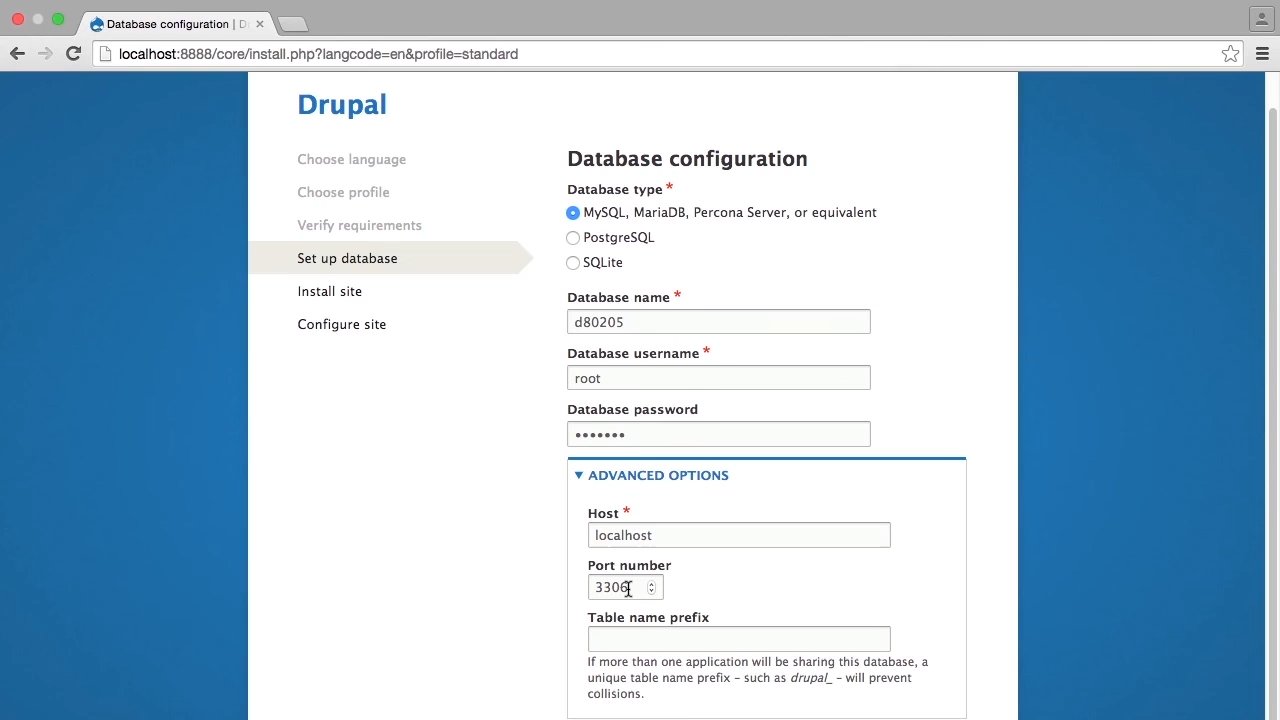 Database configuration | D
localhost:8888/core/install.php?langcode=en&profile=standard
Drupal
Choose language
Choose profile
Verify requirements
Set up database
Install site
Configure site
Database configuration
Database type *
MySQL, MariaDB, Percona Server, or equivalent
PostgreSQL
SQLite
Database name *
d80205
Database username *
root
Database password
•••••••
ADVANCED OPTIONS
Host *
localhost
Port number
3306
Table name prefix
If more than one application will be sharing this database, a
unique table name prefix – such as drupal_ – will prevent
collisions.